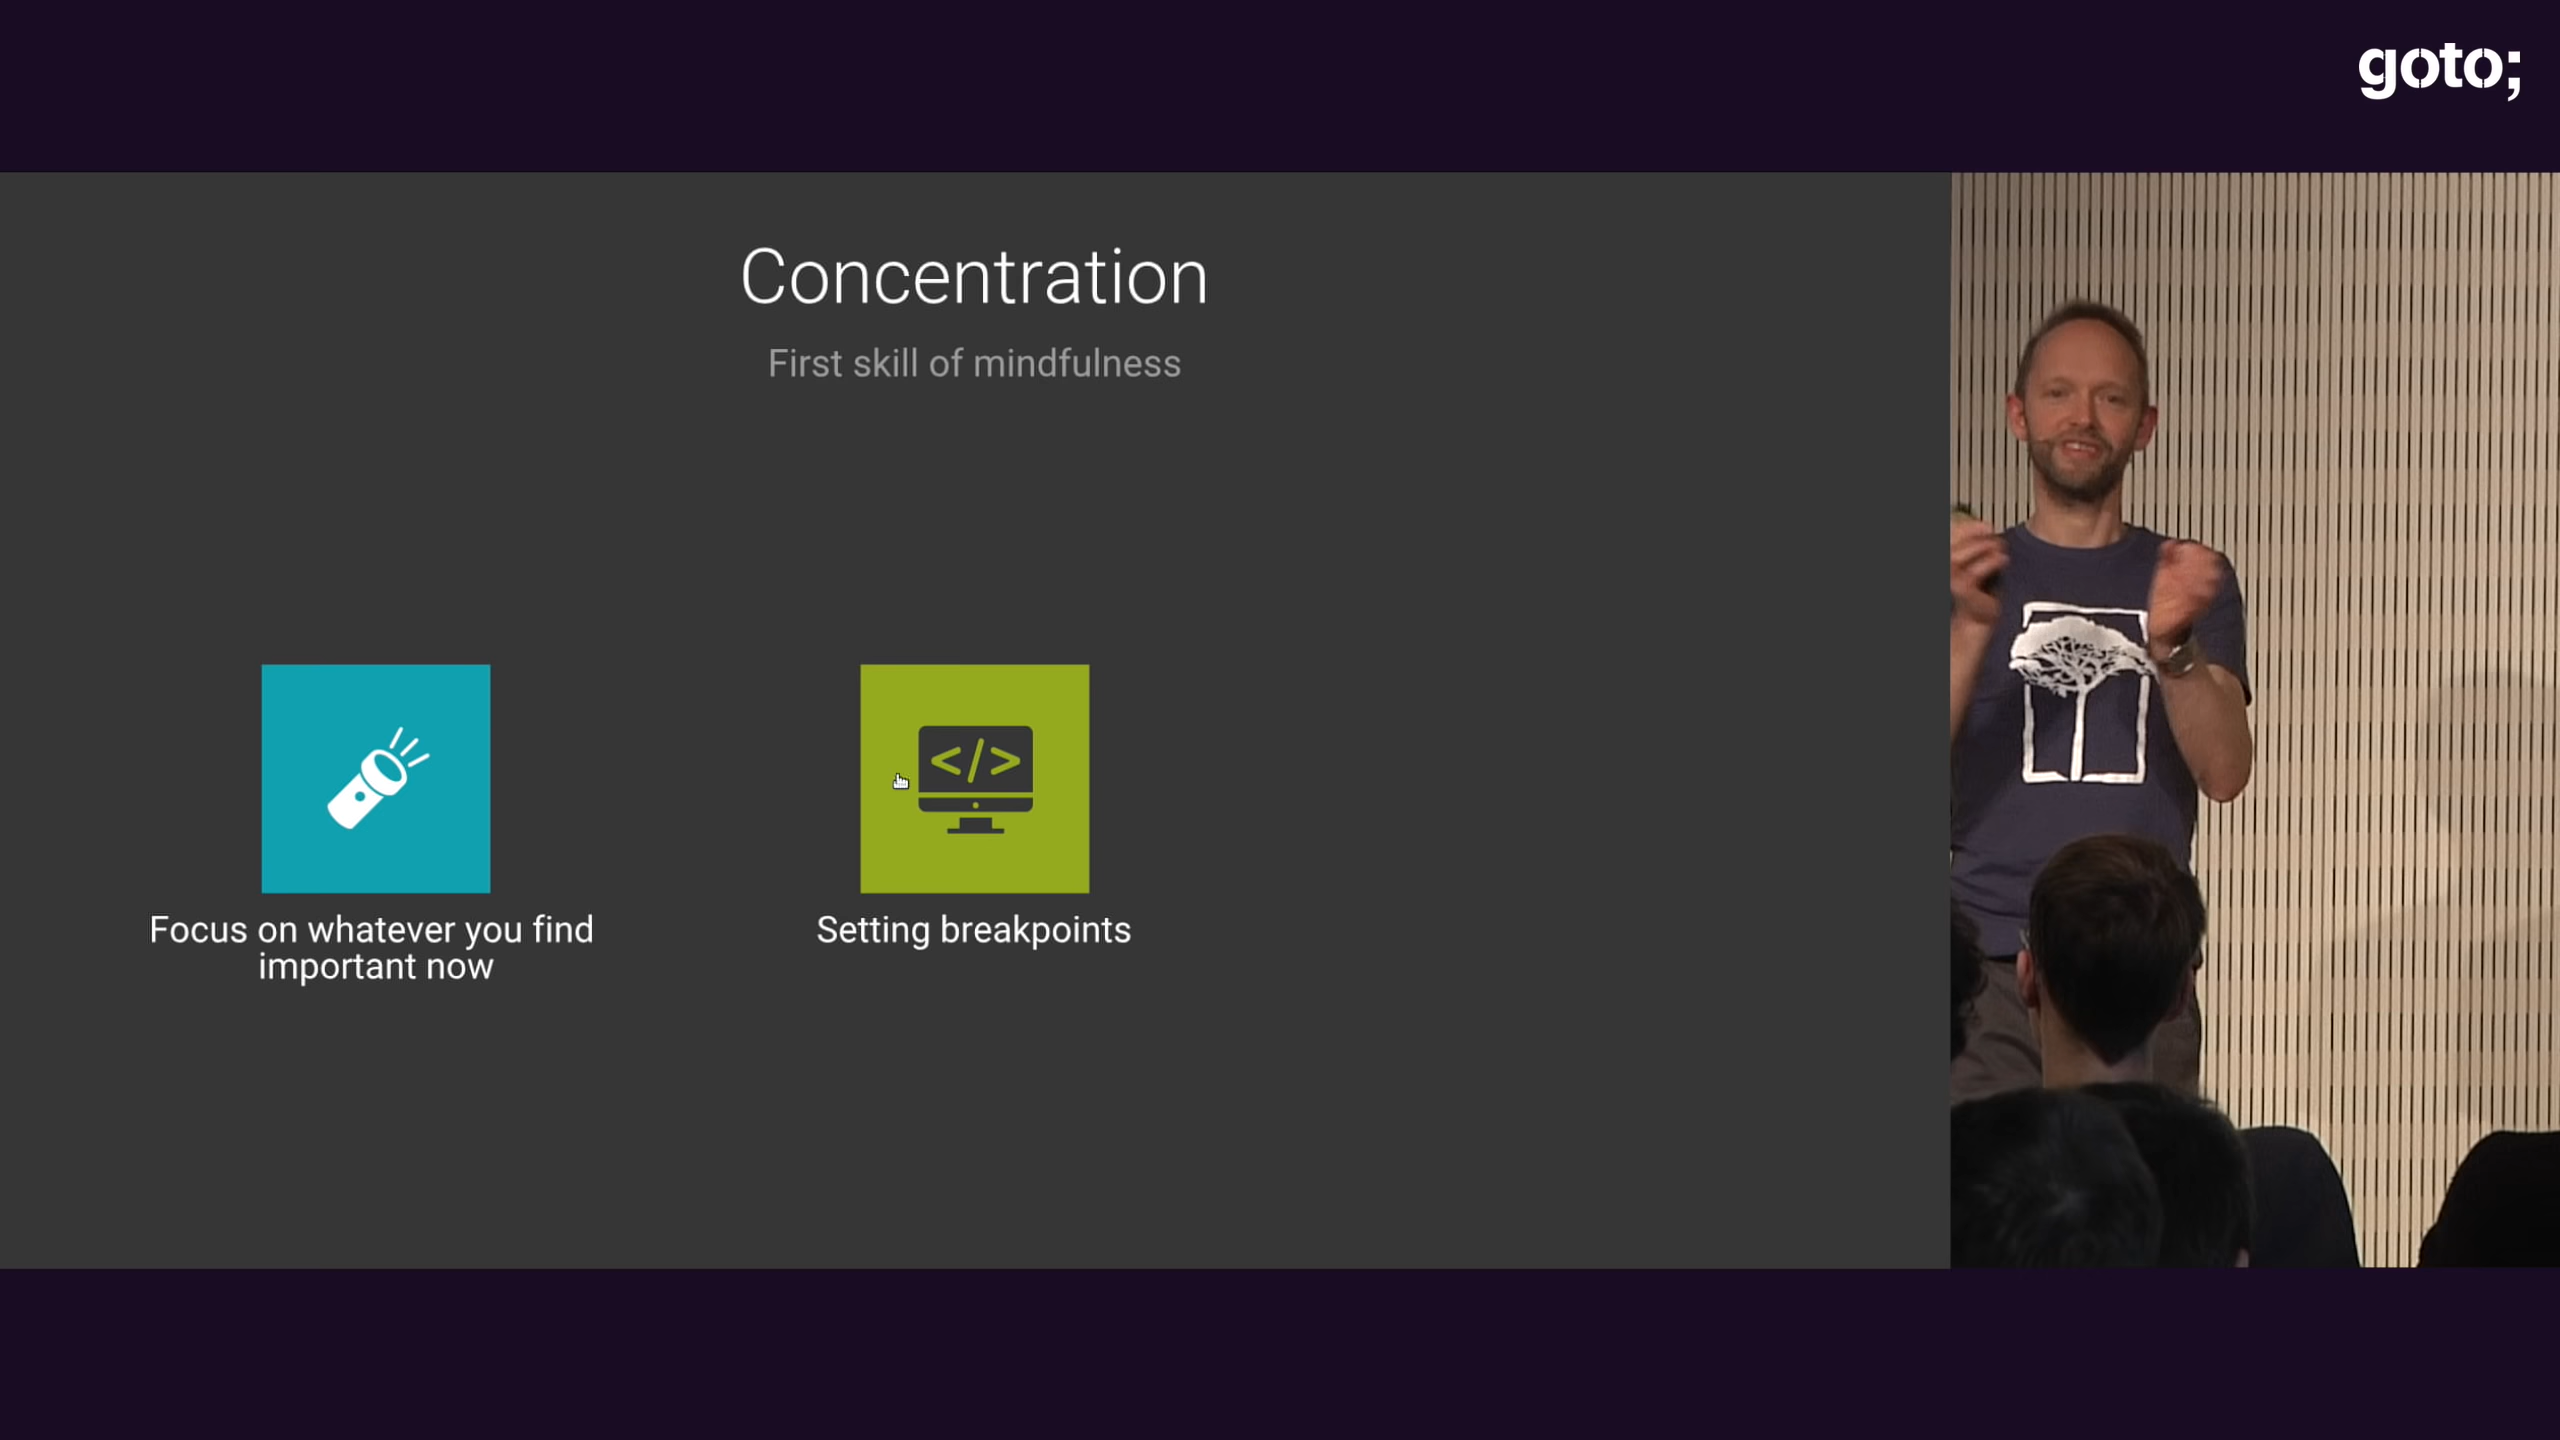 goto;
Concentration
First skill of mindfulness
</>
Focus on whatever you find
important now
Setting breakpoints